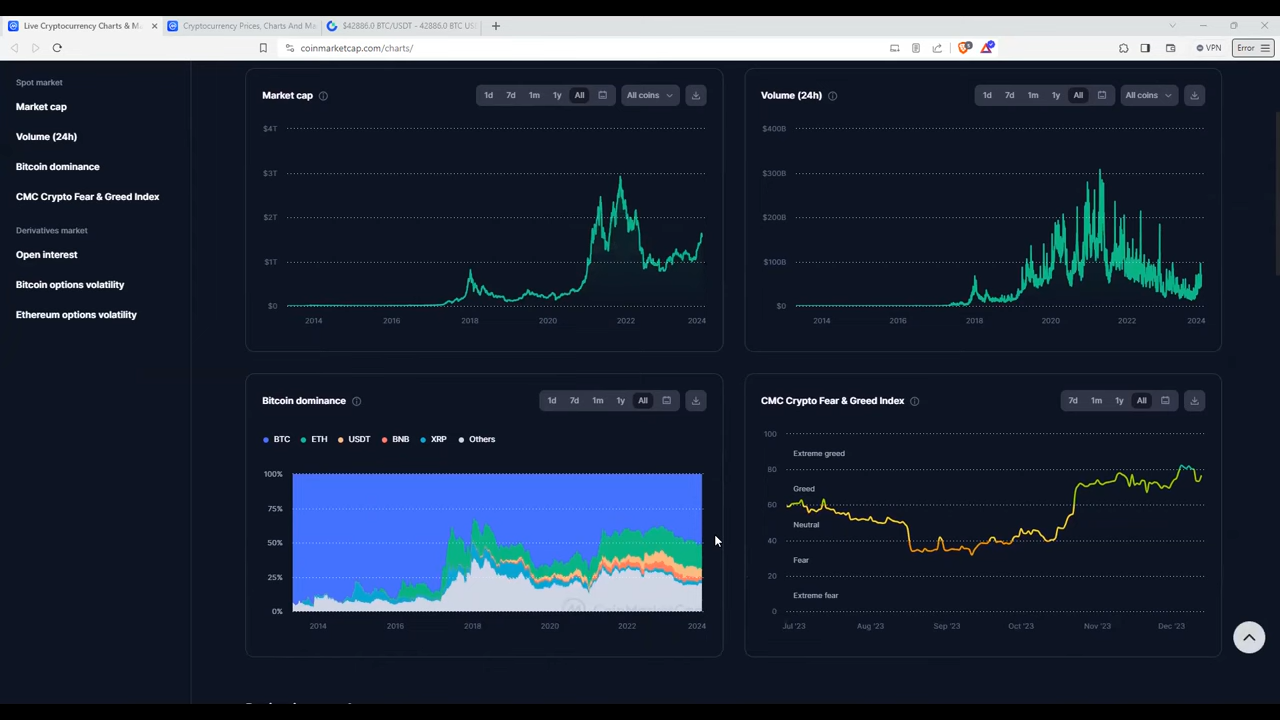 Live Cryptocurrency Charts & M
Cryptocurrency Prices, Charts And Ma
$42886.0 BTC/USDT - 42886.0 BTC US
coinmarketcap.com/charts/
VPN
Error
Spot market
Market cap
Volume (24h)
Bitcoin dominance
CMC Crypto Fear & Greed Index
Derivatives market
Open interest
Bitcoin options volatility
Ethereum options volatility
Market cap
1d 7d 1m 1y All
All coins
$4T
$3T
$2T
$1T
$0
2014 2016 2018 2020 2022 2024
Volume (24h)
1d 7d 1m 1y All
All coins
$400B
$300B
$200B
$100B
$0
2014 2016 2018 2020 2022 2024
Bitcoin dominance
1d 7d 1m 1y All
BTC ETH USDT BNB XRP Others
100%
75%
50%
25%
0%
2014 2016 2018 2020 2022 2024
CMC Crypto Fear & Greed Index
7d 1m 1y All
100
80
60
40
20
0
Extreme greed
Greed
Neutral
Fear
Extreme fear
Jul '23 Aug '23 Sep '23 Oct '23 Nov '23 Dec '23